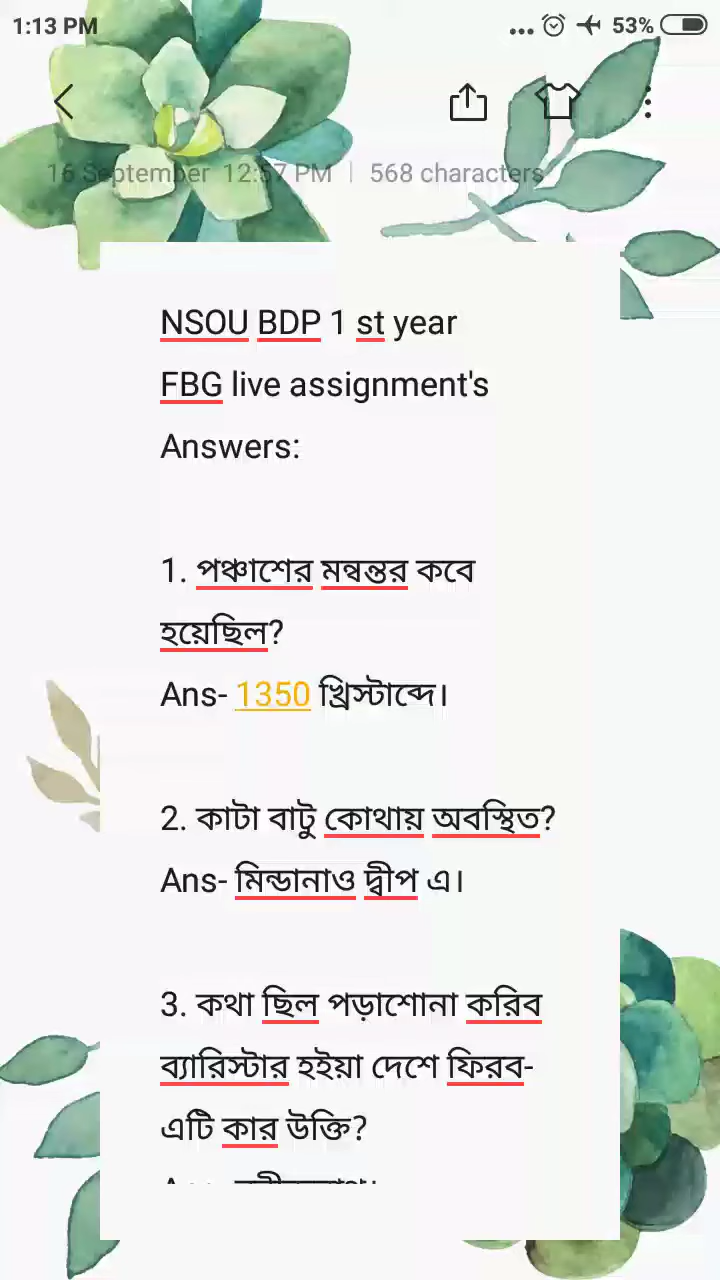 1:13 PM
53%
16 September 12:57 PM | 568 characters
NSOU BDP 1 st year
FBG live assignment's
Answers:
1. পঞ্চাশের মন্বন্তর কবে
হয়েছিল?
Ans- 1350 খ্রিস্টাব্দে।
2. কাটা বাটু কোথায় অবস্থিত?
Ans- মিন্ডানাও দ্বীপ এ।
3. কথা ছিল পড়াশোনা করিব
ব্যারিস্টার হইয়া দেশে ফিরব-
এটি কার উক্তি?